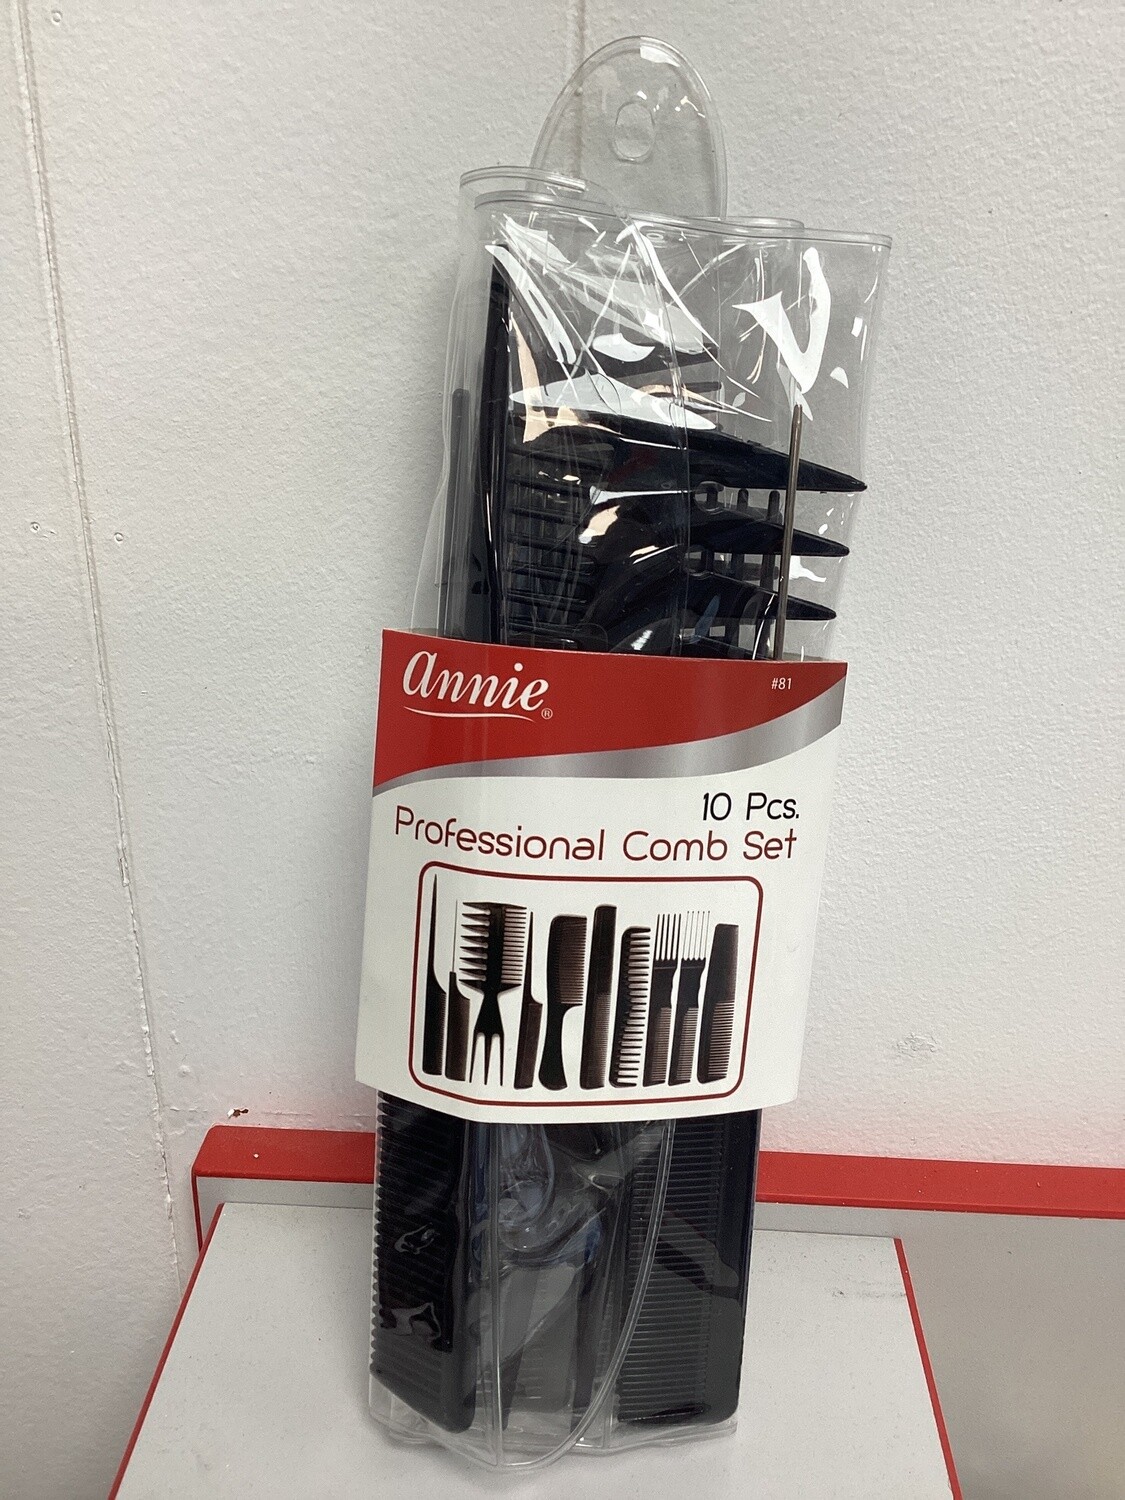 annie®
#81
10 Pcs.
Professional Comb Set